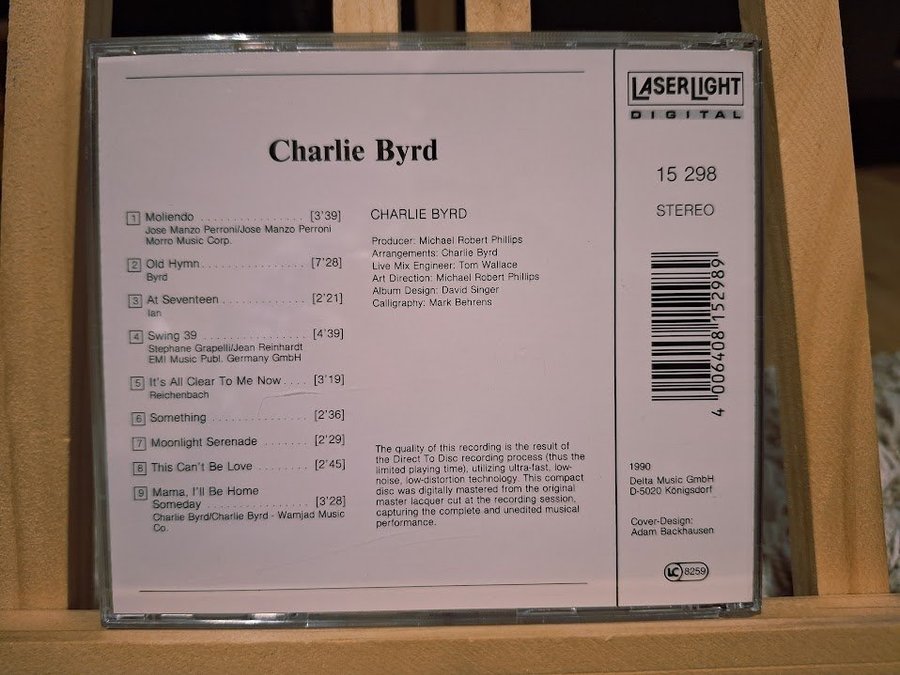 Charlie Byrd
1 Moliendo . . . . . . . . . . . . . . . . [3'39]
Jose Manzo Perroni/Jose Manzo Perroni
Morro Music Corp.
2 Old Hymn . . . . . . . . . . . . . . . . [7'28]
Byrd
3 At Seventeen . . . . . . . . . . . . . [2'21]
Ian
4 Swing 39 . . . . . . . . . . . . . . . . [4'39]
Stephane Grapelli/Jean Reinhardt
EMI Music Publ. Germany GmbH
5 It's All Clear To Me Now . . . . [3'19]
Reichenbach
6 Something . . . . . . . . . . . . . . . [2'36]
7 Moonlight Serenade . . . . . . . [2'29]
8 This Can't Be Love . . . . . . . . [2'45]
9 Mama, I'll Be Home
Someday . . . . . . . . . . . . . . . . [3'28]
Charlie Byrd/Charlie Byrd - Wamjad Music
Co.
CHARLIE BYRD
Producer: Michael Robert Phillips
Arrangements: Charlie Byrd
Live Mix Engineer: Tom Wallace
Art Direction: Michael Robert Phillips
Album Design: David Singer
Calligraphy: Mark Behrens
The quality of this recording is the result of
the Direct To Disc recording process (thus the
limited playing time), utilizing ultra-fast, low-
noise, low-distortion technology. This compact
disc was digitally mastered from the original
master lacquer cut at the recording session,
capturing the complete and unedited musical
performance.
LASERLIGHT
DIGITAL
15 298
STEREO
4 006408 152989
1990
Delta Music GmbH
D-5020 Königsdorf
Cover-Design:
Adam Backhausen
LC 8259